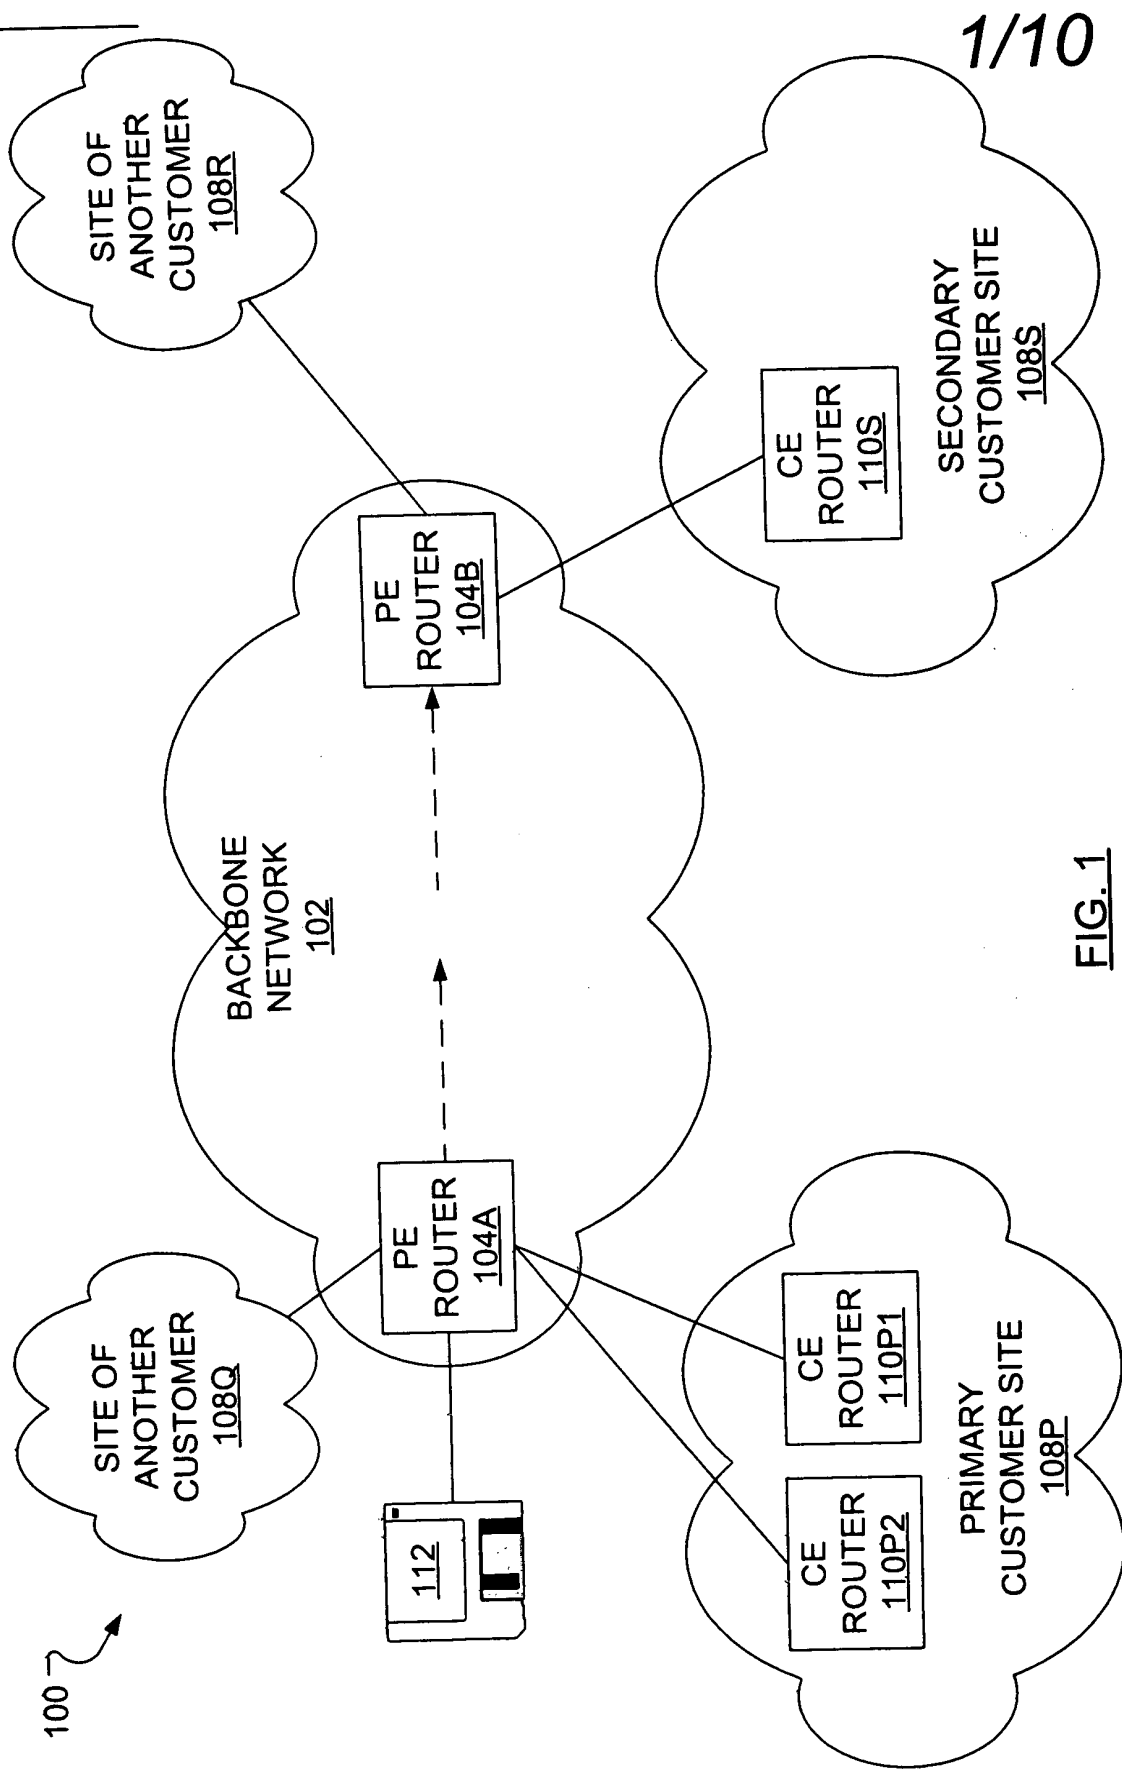 1/10
100
SITE OF
ANOTHER
CUSTOMER
108Q
SITE OF
ANOTHER
CUSTOMER
108R
BACKBONE
NETWORK
102
112
PE
ROUTER
104A
PE
ROUTER
104B
CE
ROUTER
110P2
CE
ROUTER
110P1
PRIMARY
CUSTOMER SITE
108P
CE
ROUTER
110S
SECONDARY
CUSTOMER SITE
108S
FIG. 1